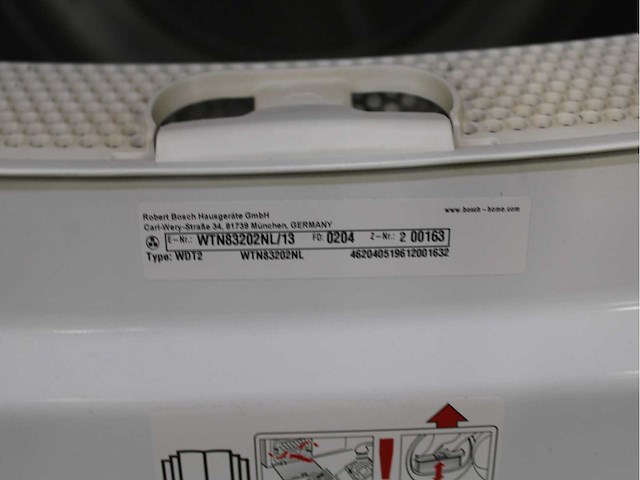 Robert Bosch Hausgeräte GmbH
www.bosch-home.com
Carl-Wery-Straße 34, 81739 München, GERMANY
E-Nr.: WTN83202NL/13 FD: 0204 Z-Nr.: 2 00163
Type: WDT2 WTN83202NL 462040519612001632